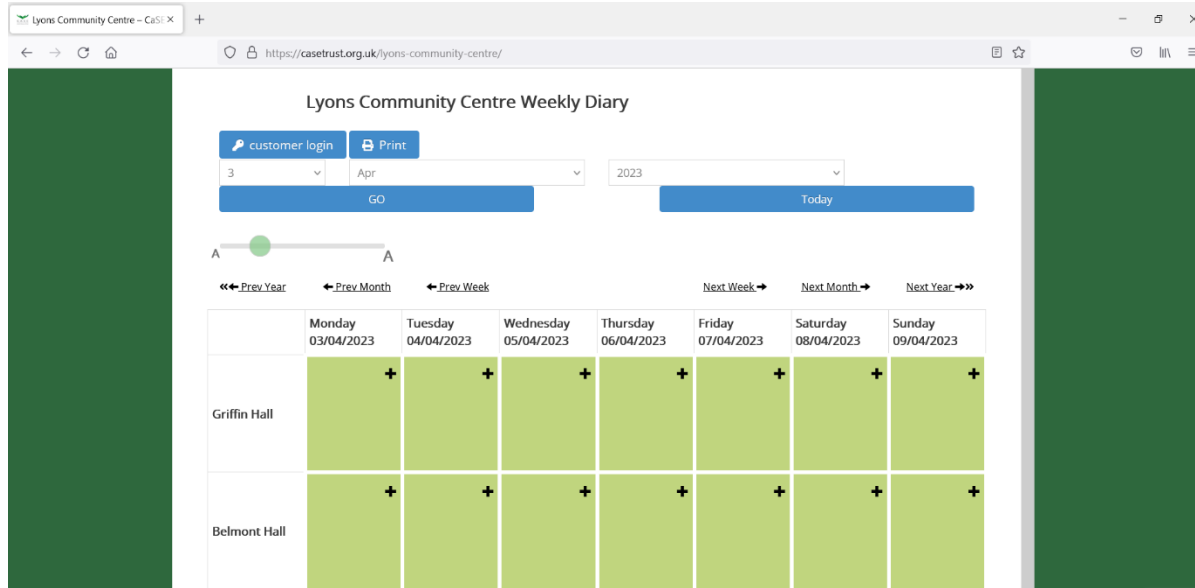 Lyons Community Centre – CaSE
https://casetrust.org.uk/lyons-community-centre/
Lyons Community Centre Weekly Diary
customer login Print
3 Apr 2023
GO Today
A A
Prev Year Prev Month Prev Week Next Week Next Month Next Year
Monday Tuesday Wednesday Thursday Friday Saturday Sunday
03/04/2023 04/04/2023 05/04/2023 06/04/2023 07/04/2023 08/04/2023 09/04/2023
Griffin Hall
Belmont Hall